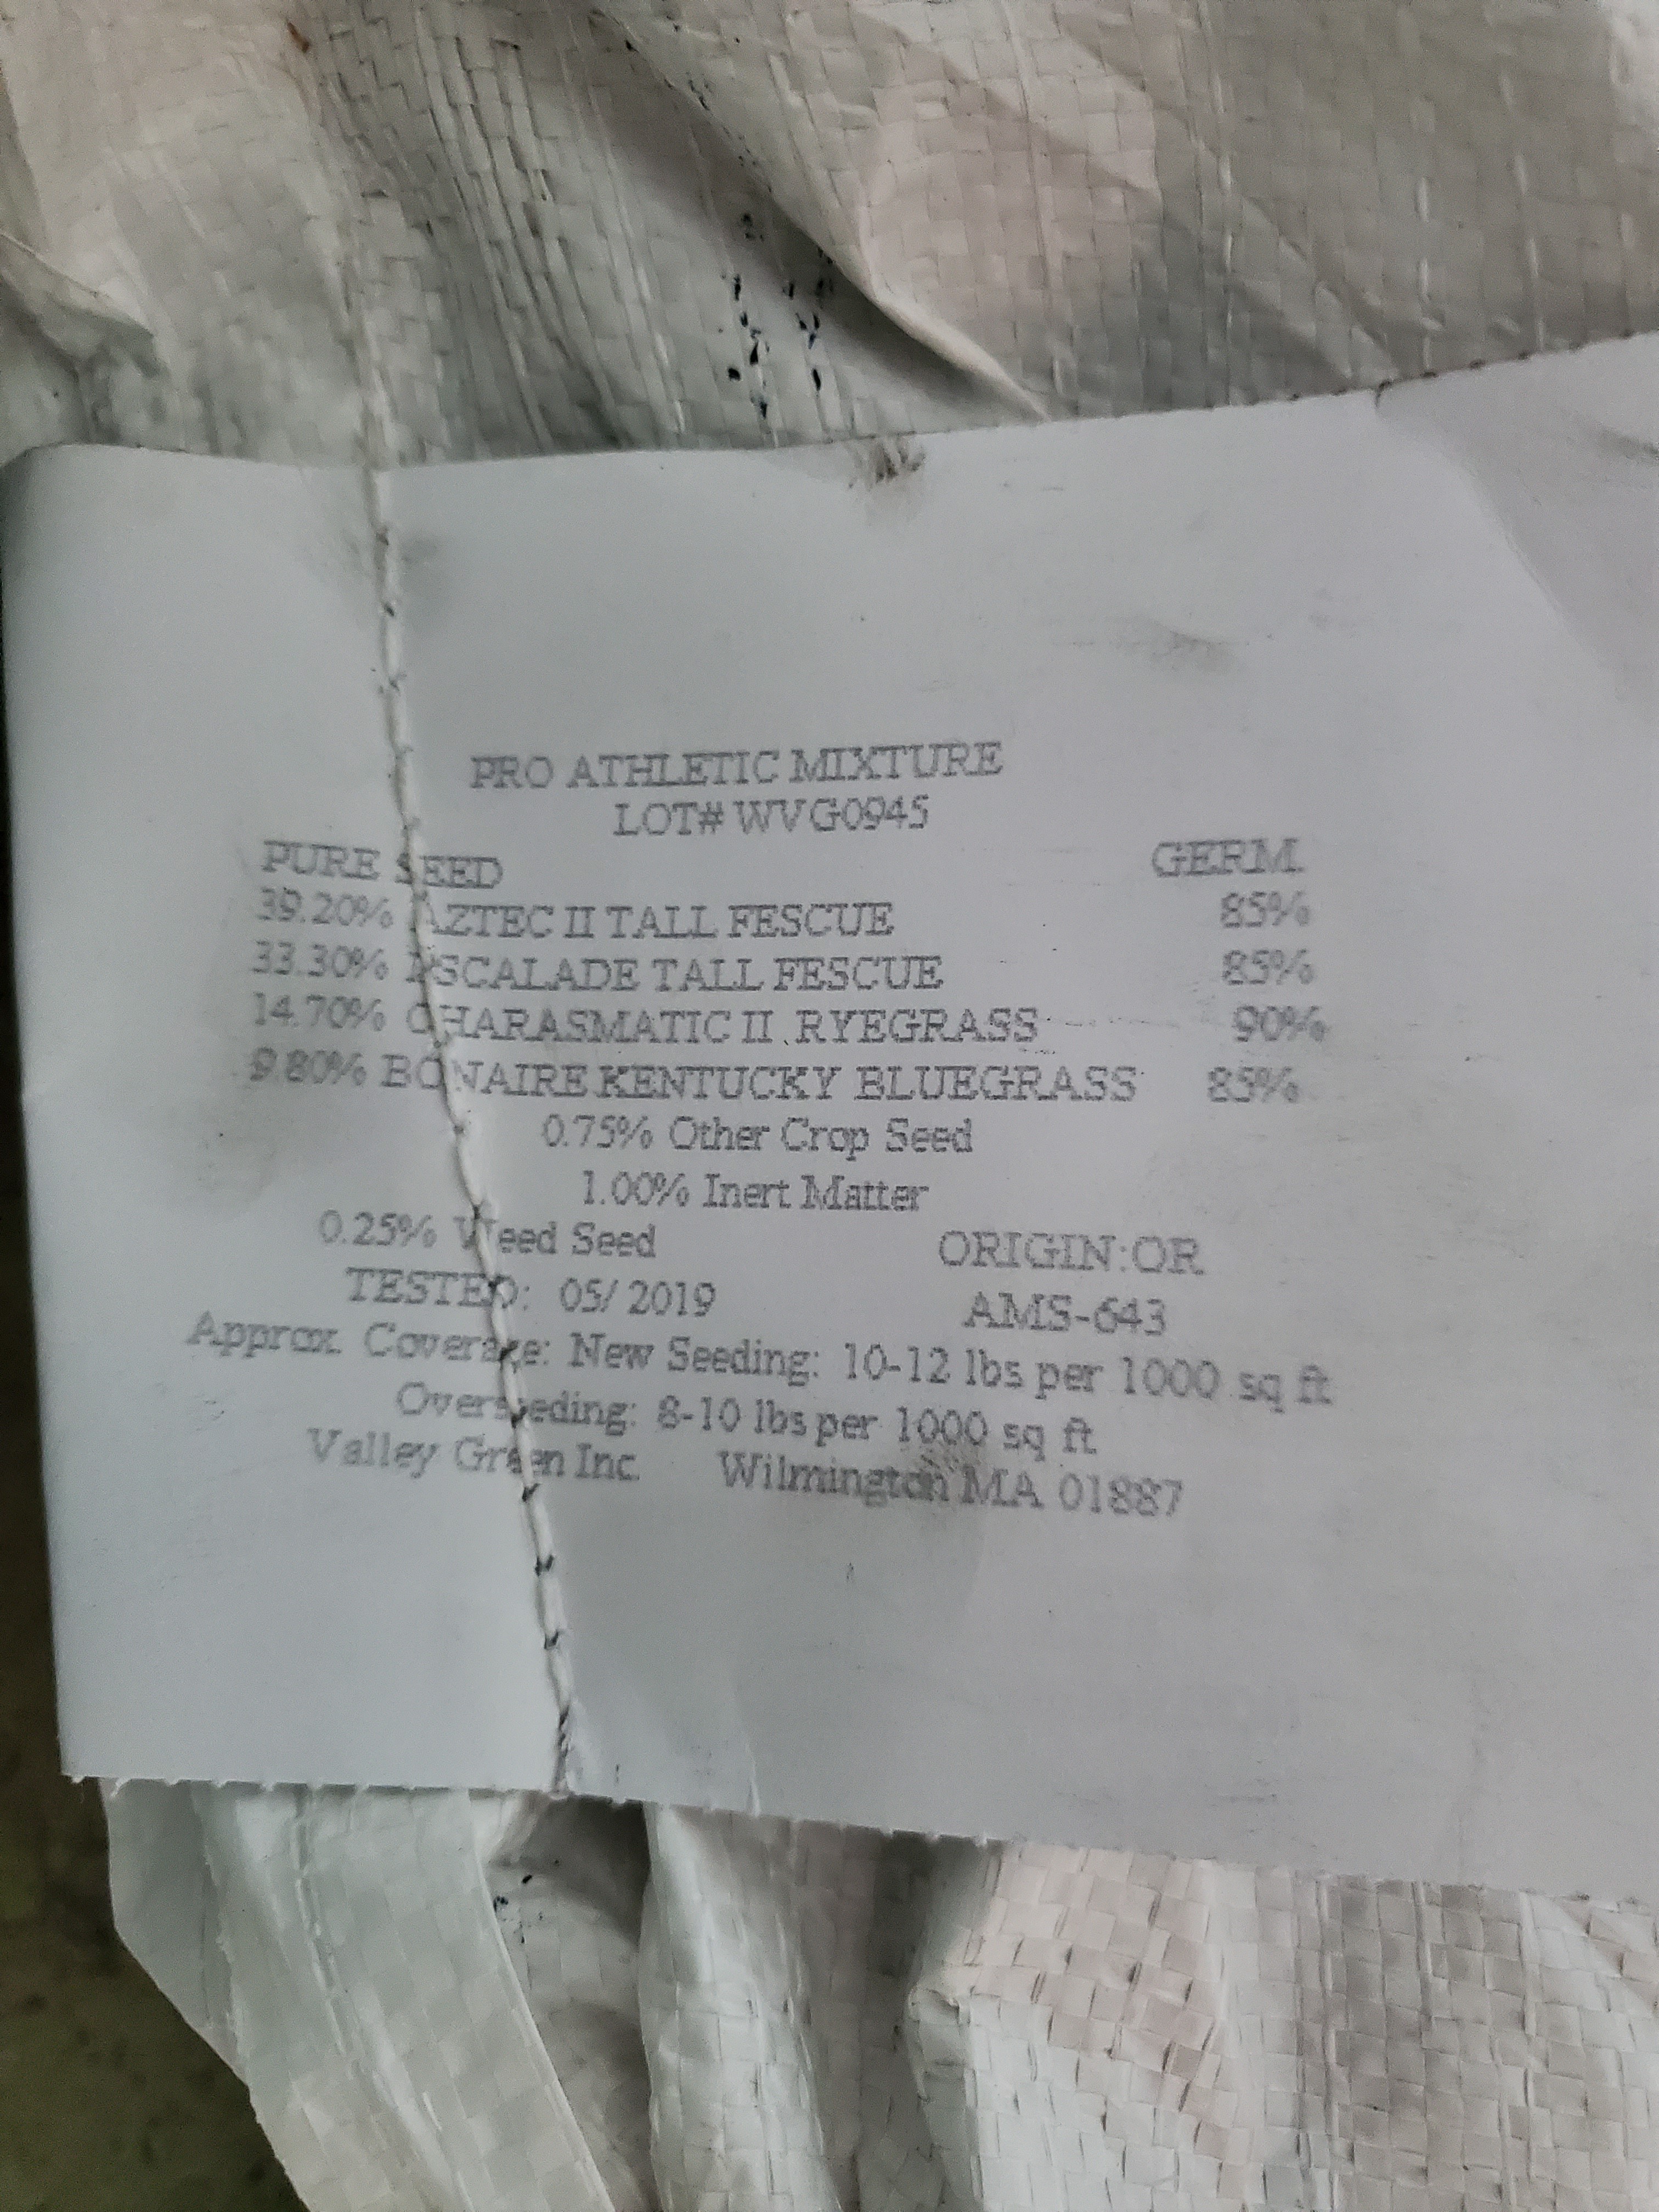 PRO ATHLETIC MIXTURE
LOT# WVG0945
PURE SEED GERM.
39.20% AZTEC II TALL FESCUE 85%
33.30% ASCALADE TALL FESCUE 85%
14.70% CHARASMATIC II RYEGRASS 90%
9.80% BONAIRE KENTUCKY BLUEGRASS 85%
0.75% Other Crop Seed
1.00% Inert Matter
0.25% Weed Seed ORIGIN:OR
TESTED: 05/ 2019 AMS-643
Approx. Coverage: New Seeding: 10-12 lbs per 1000 sq ft
Overseeding: 8-10 lbs per 1000 sq ft
Valley Green Inc. Wilmington MA 01887